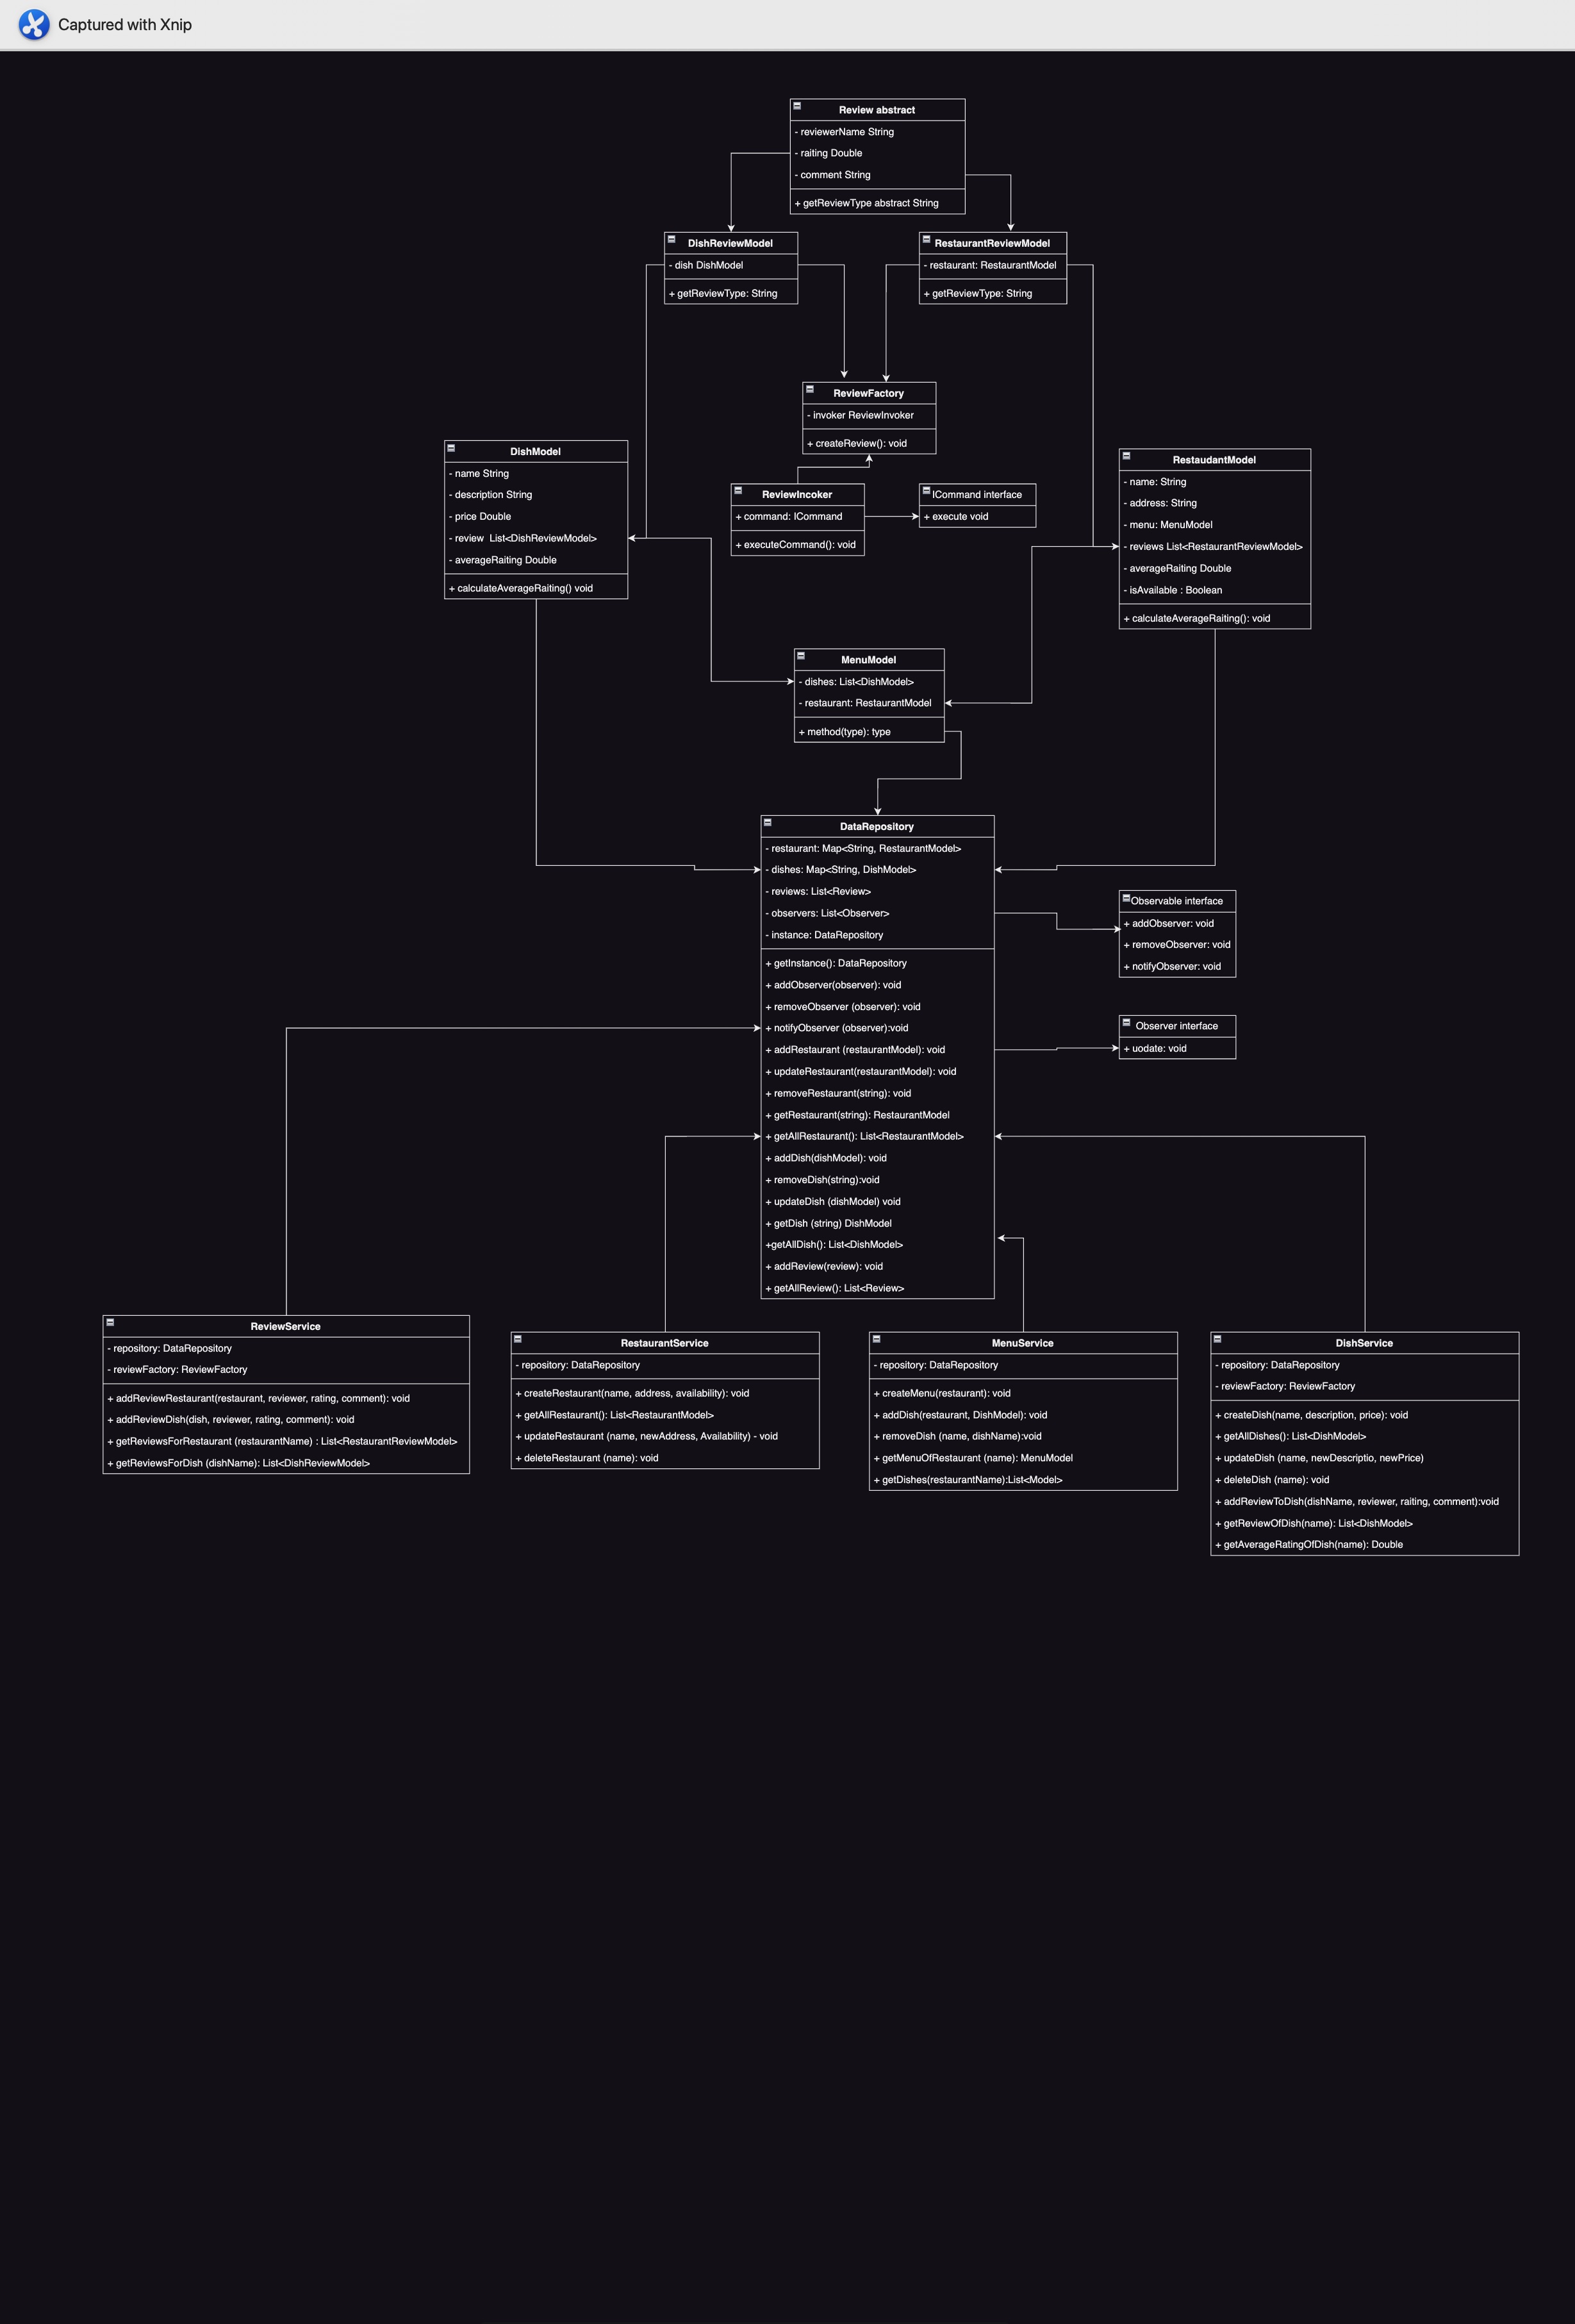 Captured with Xnip
Review abstract
- reviewerName String
- raiting Double
- comment String
+ getReviewType abstract String
DishReviewModel
- dish DishModel
+ getReviewType: String
RestaurantReviewModel
- restaurant: RestaurantModel
+ getReviewType: String
ReviewFactory
- invoker ReviewInvoker
+ createReview(): void
DishModel
- name String
- description String
- price Double
- review  List<DishReviewModel>
- averageRaiting Double
+ calculateAverageRaiting() void
ReviewIncoker
+ command: ICommand
+ executeCommand(): void
ICommand interface
+ execute void
RestaudantModel
- name: String
- address: String
- menu: MenuModel
- reviews List<RestaurantReviewModel>
- averageRaiting Double
- isAvailable : Boolean
+ calculateAverageRaiting(): void
MenuModel
- dishes: List<DishModel>
- restaurant: RestaurantModel
+ method(type): type
DataRepository
- restaurant: Map<String, RestaurantModel>
- dishes: Map<String, DishModel>
- reviews: List<Review>
- observers: List<Observer>
- instance: DataRepository
+ getInstance(): DataRepository
+ addObserver(observer): void
+ removeObserver (observer): void
+ notifyObserver (observer):void
+ addRestaurant (restaurantModel): void
+ updateRestaurant(restaurantModel): void
+ removeRestaurant(string): void
+ getRestaurant(string): RestaurantModel
+ getAllRestaurant(): List<RestaurantModel>
+ addDish(dishModel): void
+ removeDish(string):void
+ updateDish (dishModel) void
+ getDish (string) DishModel
+getAllDish(): List<DishModel>
+ addReview(review): void
+ getAllReview(): List<Review>
Observable interface
+ addObserver: void
+ removeObserver: void
+ notifyObserver: void
Observer interface
+ uodate: void
ReviewService
- repository: DataRepository
- reviewFactory: ReviewFactory
+ addReviewRestaurant(restaurant, reviewer, rating, comment): void
+ addReviewDish(dish, reviewer, rating, comment): void
+ getReviewsForRestaurant (restaurantName) : List<RestaurantReviewModel>
+ getReviewsForDish (dishName): List<DishReviewModel>
RestaurantService
- repository: DataRepository
+ createRestaurant(name, address, availability): void
+ getAllRestaurant(): List<RestaurantModel>
+ updateRestaurant (name, newAddress, Availability) - void
+ deleteRestaurant (name): void
MenuService
- repository: DataRepository
+ createMenu(restaurant): void
+ addDish(restaurant, DishModel): void
+ removeDish (name, dishName):void
+ getMenuOfRestaurant (name): MenuModel
+ getDishes(restaurantName):List<Model>
DishService
- repository: DataRepository
- reviewFactory: ReviewFactory
+ createDish(name, description, price): void
+ getAllDishes(): List<DishModel>
+ updateDish (name, newDescriptio, newPrice)
+ deleteDish (name): void
+ addReviewToDish(dishName, reviewer, raiting, comment):void
+ getReviewOfDish(name): List<DishModel>
+ getAverageRatingOfDish(name): Double